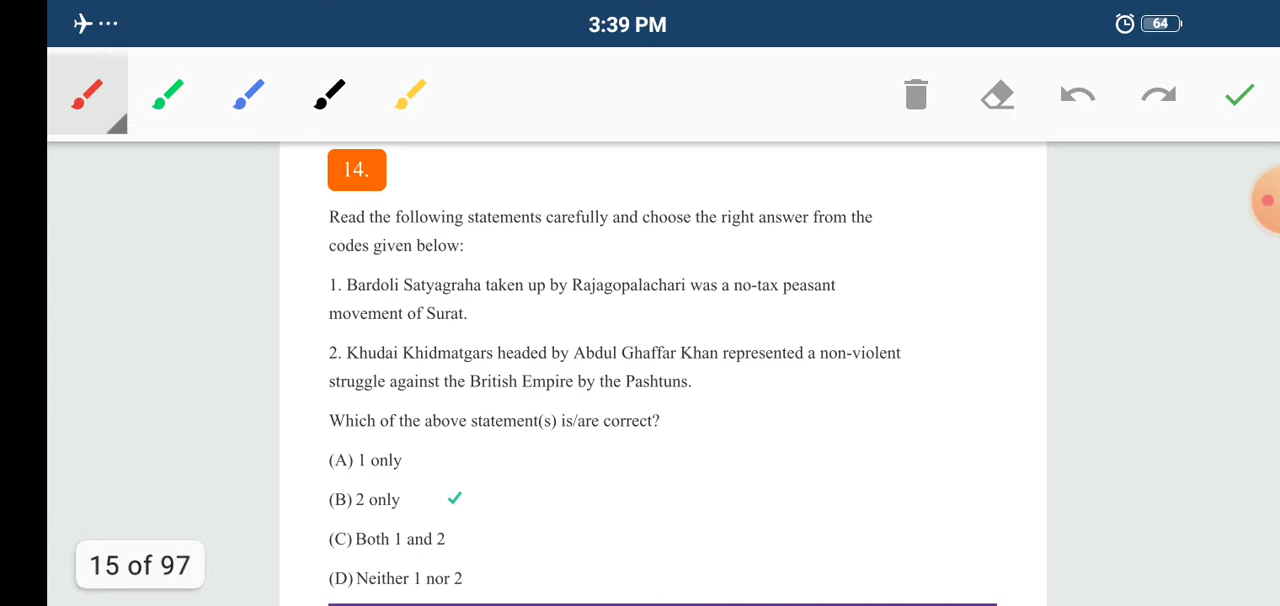 3:39 PM
64
14.
Read the following statements carefully and choose the right answer from the
codes given below:
1. Bardoli Satyagraha taken up by Rajagopalachari was a no-tax peasant
movement of Surat.
2. Khudai Khidmatgars headed by Abdul Ghaffar Khan represented a non-violent
struggle against the British Empire by the Pashtuns.
Which of the above statement(s) is/are correct?
(A) 1 only
(B) 2 only
(C) Both 1 and 2
(D) Neither 1 nor 2
15 of 97